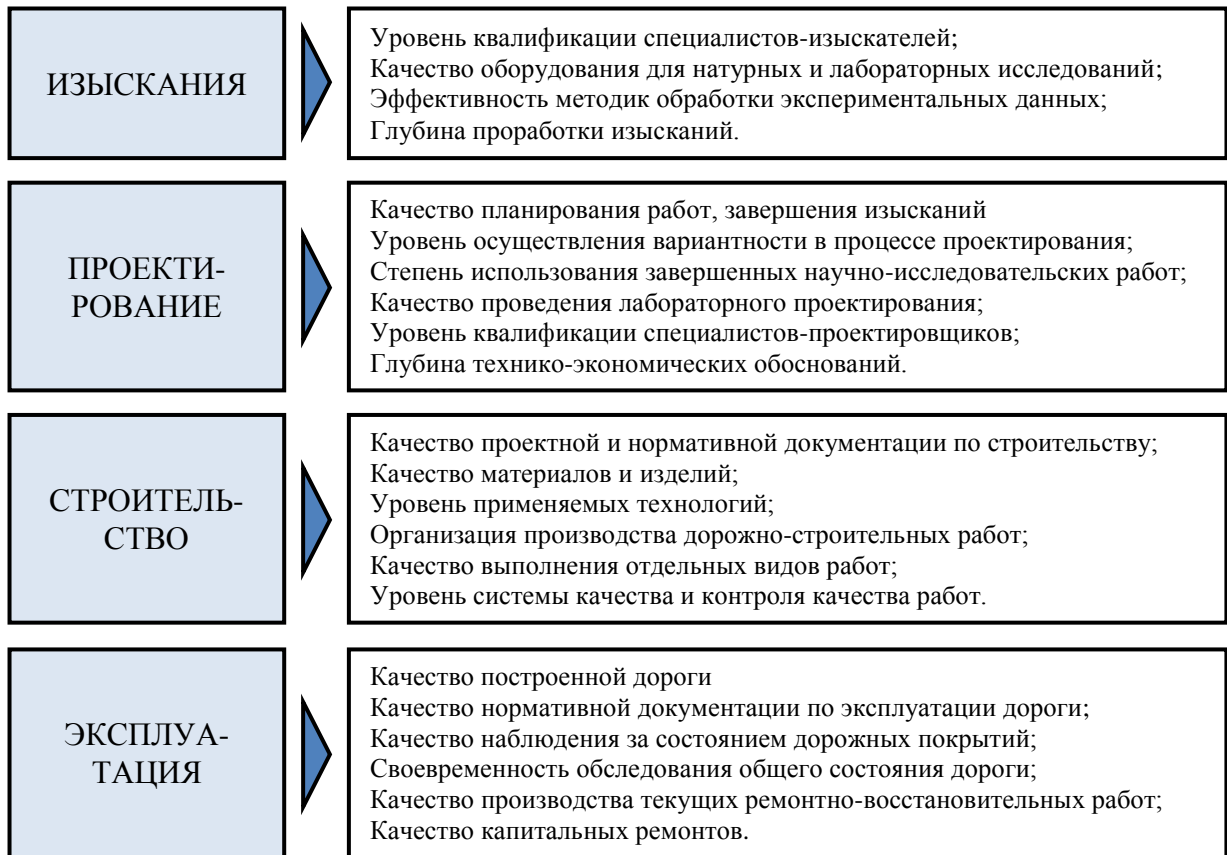 ИЗЫСКАНИЯ
Уровень квалификации специалистов-изыскателей;
Качество оборудования для натурных и лабораторных исследований;
Эффективность методик обработки экспериментальных данных;
Глубина проработки изысканий.
ПРОЕКТИ-
РОВАНИЕ
Качество планирования работ, завершения изысканий
Уровень осуществления вариантности в процессе проектирования;
Степень использования завершенных научно-исследовательских работ;
Качество проведения лабораторного проектирования;
Уровень квалификации специалистов-проектировщиков;
Глубина технико-экономических обоснований.
СТРОИТЕЛЬ-
СТВО
Качество проектной и нормативной документации по строительству;
Качество материалов и изделий;
Уровень применяемых технологий;
Организация производства дорожно-строительных работ;
Качество выполнения отдельных видов работ;
Уровень системы качества и контроля качества работ.
ЭКСПЛУА-
ТАЦИЯ
Качество построенной дороги
Качество нормативной документации по эксплуатации дороги;
Качество наблюдения за состоянием дорожных покрытий;
Своевременность обследования общего состояния дороги;
Качество производства текущих ремонтно-восстановительных работ;
Качество капитальных ремонтов.